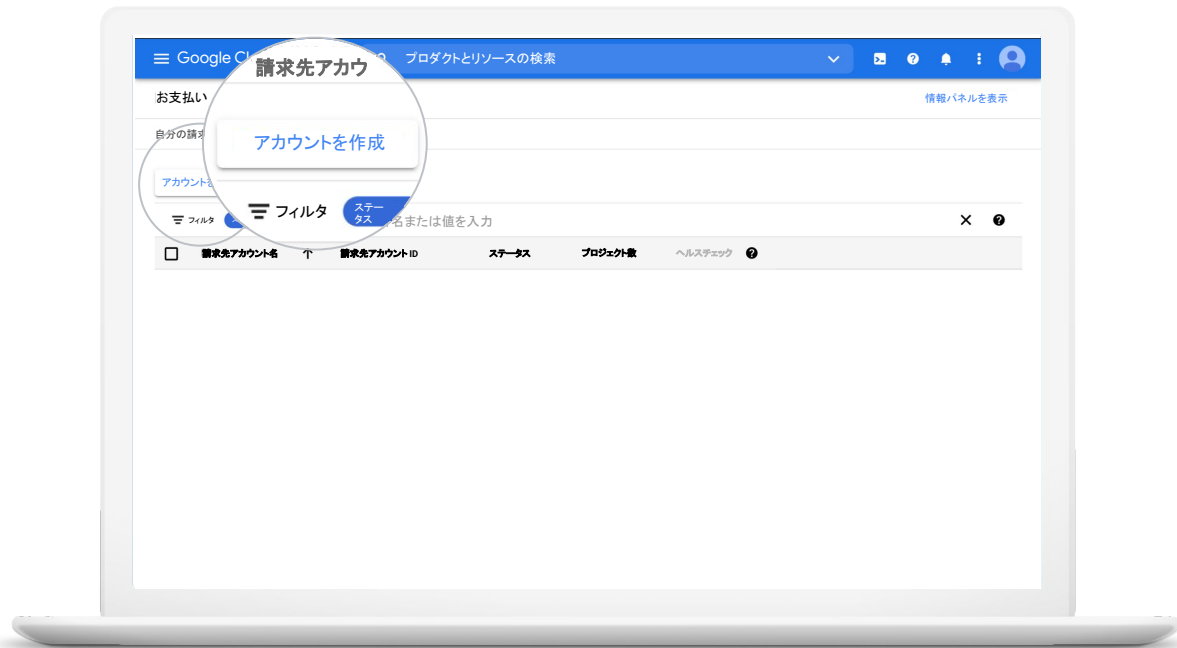 Google Cl
プロダクトとリソースの検索
請求先アカウ
お支払い
情報パネルを表示
自分の請求
アカウントを作成
アカウントを
フィルタ
ステー
タス
フィルタ
名または値を入力
請求先アカウント名 ↑ 請求先アカウント ID ステータス プロジェクト数 ヘルスチェック